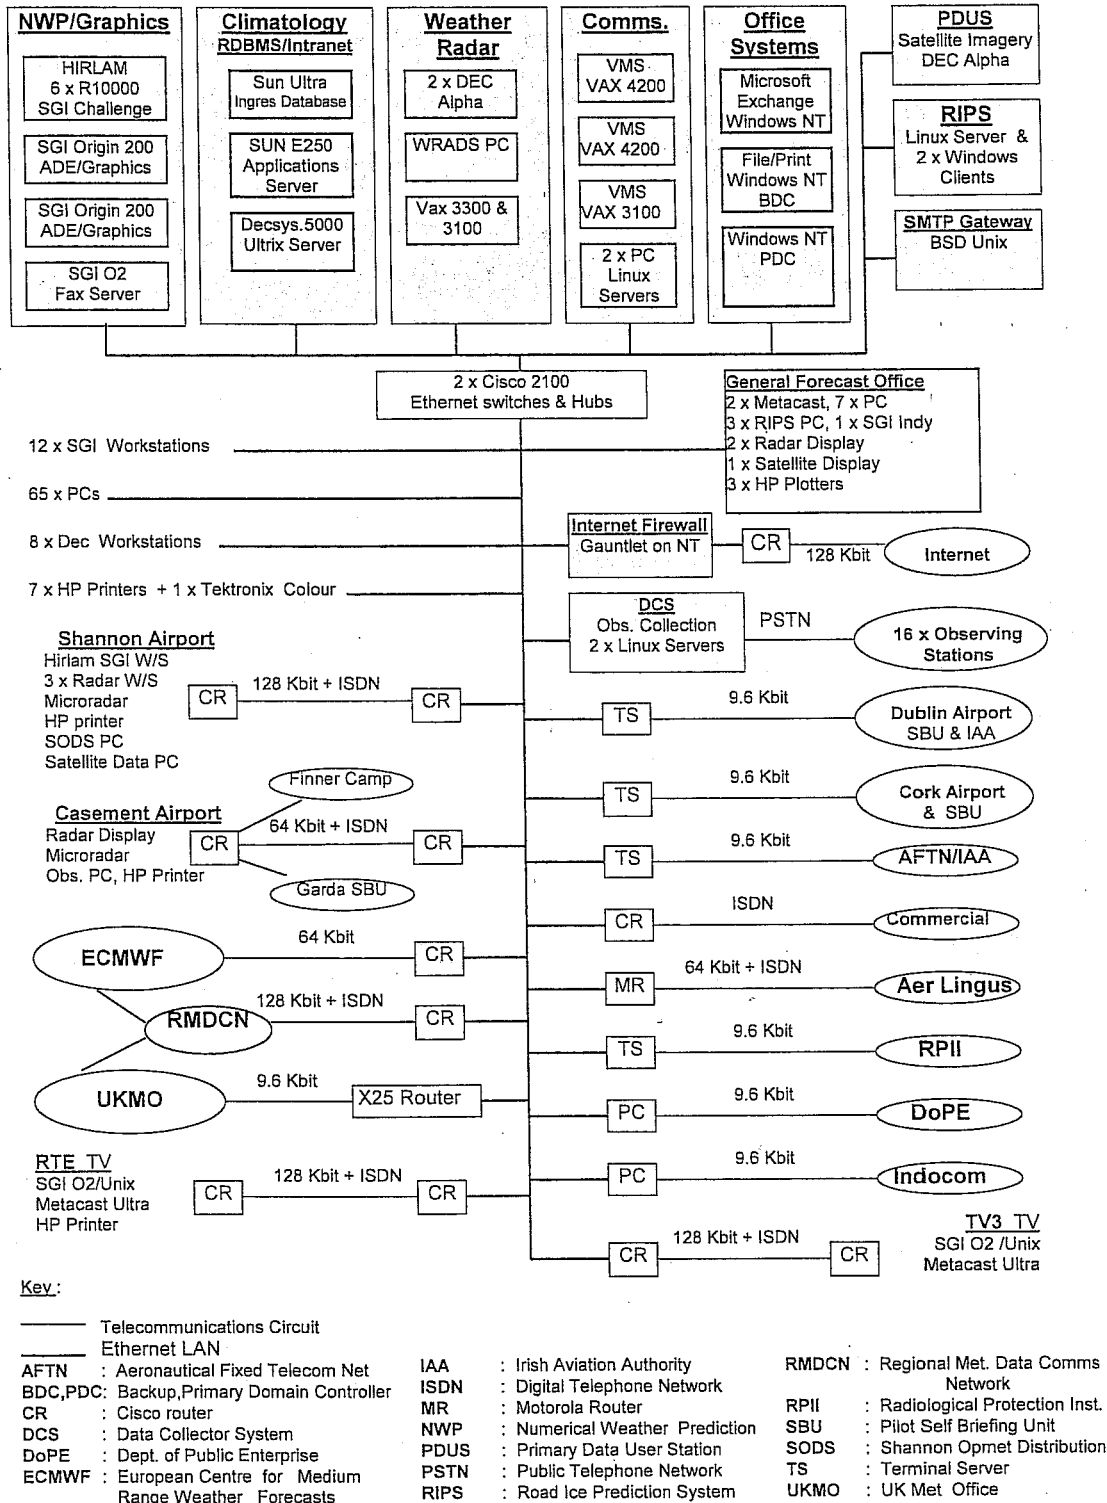 NWP/Graphics
HIRLAM
6 x R10000
SGI Challenge
SGI Origin 200
ADE/Graphics
SGI Origin 200
ADE/Graphics
SGI O2
Fax Server
Climatology
RDBMS/Intranet
Sun Ultra
Ingres Database
SUN E250
Applications
Server
Decsys.5000
Ultrix Server
Weather
Radar
2 x DEC
Alpha
WRADS PC
Vax 3300 &
3100
Comms.
VMS
VAX 4200
VMS
VAX 4200
VMS
VAX 3100
2 x PC
Linux
Servers
Office
Systems
Microsoft
Exchange
Windows NT
File/Print
Windows NT
BDC
Windows NT
PDC
PDUS
Satellite Imagery
DEC Alpha
RIPS
Linux Server &
2 x Windows
Clients
SMTP Gateway
BSD Unix
2 x Cisco 2100
Ethernet switches & Hubs
General Forecast Office
2 x Metacast, 7 x PC
3 x RIPS PC, 1 x SGI Indy
2 x Radar Display
1 x Satellite Display
3 x HP Plotters
12 x SGI Workstations
65 x PCs
8 x Dec Workstations
Internet Firewall
Gauntlet on NT
CR
128 Kbit
Internet
7 x HP Printers + 1 x Tektronix Colour
DCS
Obs. Collection
2 x Linux Servers
PSTN
16 x Observing
Stations
Shannon Airport
Hirlam SGI W/S
3 x Radar W/S
Microradar
HP printer
SODS PC
Satellite Data PC
CR
128 Kbit + ISDN
CR
TS
9.6 Kbit
Dublin Airport
SBU & IAA
Finner Camp
Casement Airport
Radar Display
Microradar
Obs. PC, HP Printer
CR
64 Kbit + ISDN
CR
Garda SBU
TS
9.6 Kbit
Cork Airport
& SBU
TS
9.6 Kbit
AFTN/IAA
CR
ISDN
Commercial
ECMWF
64 Kbit
CR
MR
64 Kbit + ISDN
Aer Lingus
RMDCN
128 Kbit + ISDN
CR
TS
9.6 Kbit
RPII
UKMO
9.6 Kbit
X25 Router
PC
9.6 Kbit
DoPE
RTE TV
SGI O2/Unix
Metacast Ultra
HP Printer
CR
128 Kbit + ISDN
CR
PC
9.6 Kbit
Indocom
CR
128 Kbit + ISDN
CR
TV3 TV
SGI O2 /Unix
Metacast Ultra
Key :
Telecommunications Circuit
Ethernet LAN
AFTN : Aeronautical Fixed Telecom Net
BDC,PDC: Backup,Primary Domain Controller
CR : Cisco router
DCS : Data Collector System
DoPE : Dept. of Public Enterprise
ECMWF : European Centre for Medium
Range Weather Forecasts
IAA : Irish Aviation Authority
ISDN : Digital Telephone Network
MR : Motorola Router
NWP : Numerical Weather Prediction
PDUS : Primary Data User Station
PSTN : Public Telephone Network
RIPS : Road Ice Prediction System
RMDCN : Regional Met. Data Comms
Network
RPII : Radiological Protection Inst.
SBU : Pilot Self Briefing Unit
SODS : Shannon Opmet Distribution
TS : Terminal Server
UKMO : UK Met Office